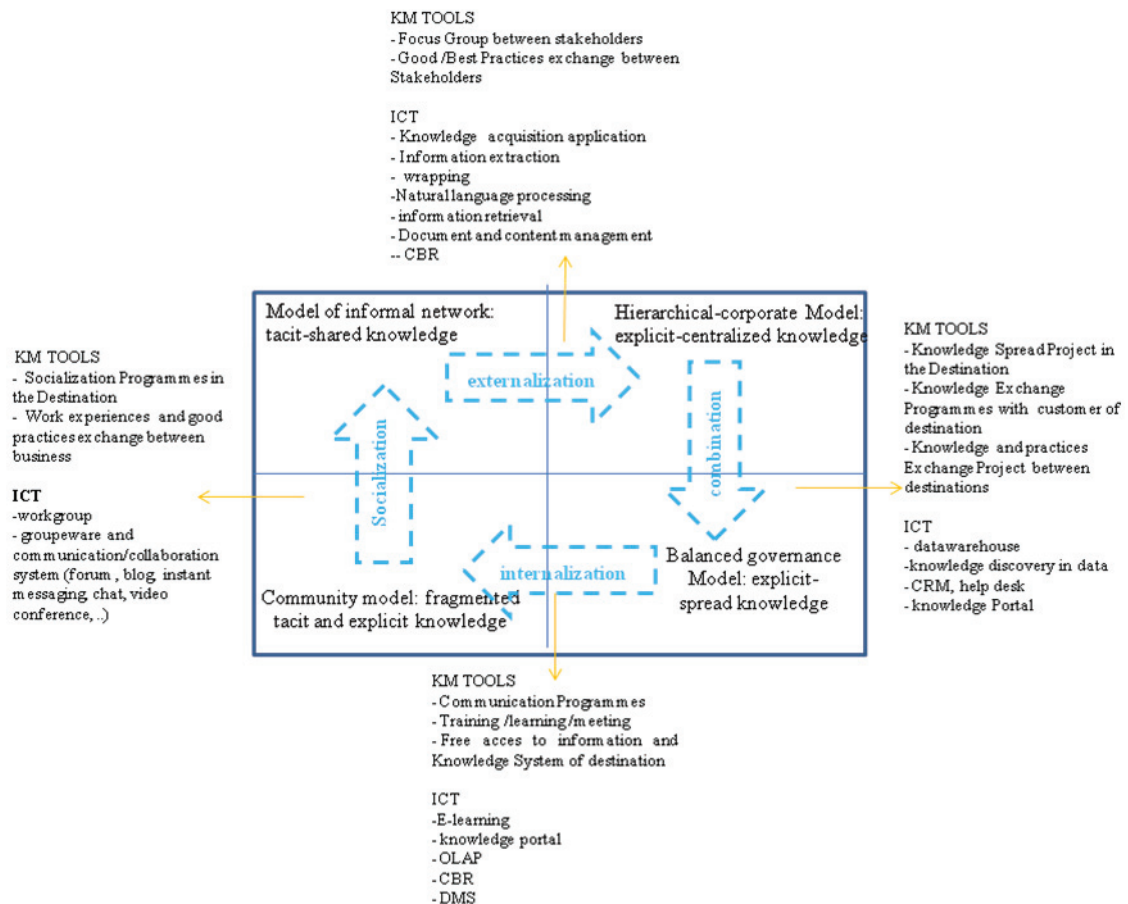 KM TOOLS
- Focus Group between stakeholders
- Good /Best Practices exchange between
Stakeholders
ICT
- Knowledge acquisition application
- Information extraction
- wrapping
-Natural language processing
- information retrieval
- Document and content management
-- CBR
Model of informal network:
tacit-shared knowledge
Hierarchical-corporate Model:
explicit-centralized knowledge
externalization
Socialization
combination
internalization
Community model: fragmented
tacit and explicit knowledge
Balanced governance
Model: explicit-
spread knowledge
KM TOOLS
- Socialization Programmes in
the Destination
- Work experiences and good
practices exchange between
business
ICT
-workgroup
- groupeware and
communication/collaboration
system (forum , blog, instant
messaging, chat, video
conference, ..)
KM TOOLS
- Knowledge Spread Project in
the Destination
- Knowledge Exchange
Programmes with customer of
destination
- Knowledge and practices
Exchange Project between
destinations
ICT
- datawarehouse
-knowledge discovery in data
- CRM, help desk
- knowledge Portal
KM TOOLS
- Communication Programmes
- Training /learning/meeting
- Free acces to information and
Knowledge System of destination
ICT
-E-learning
- knowledge portal
- OLAP
- CBR
- DMS